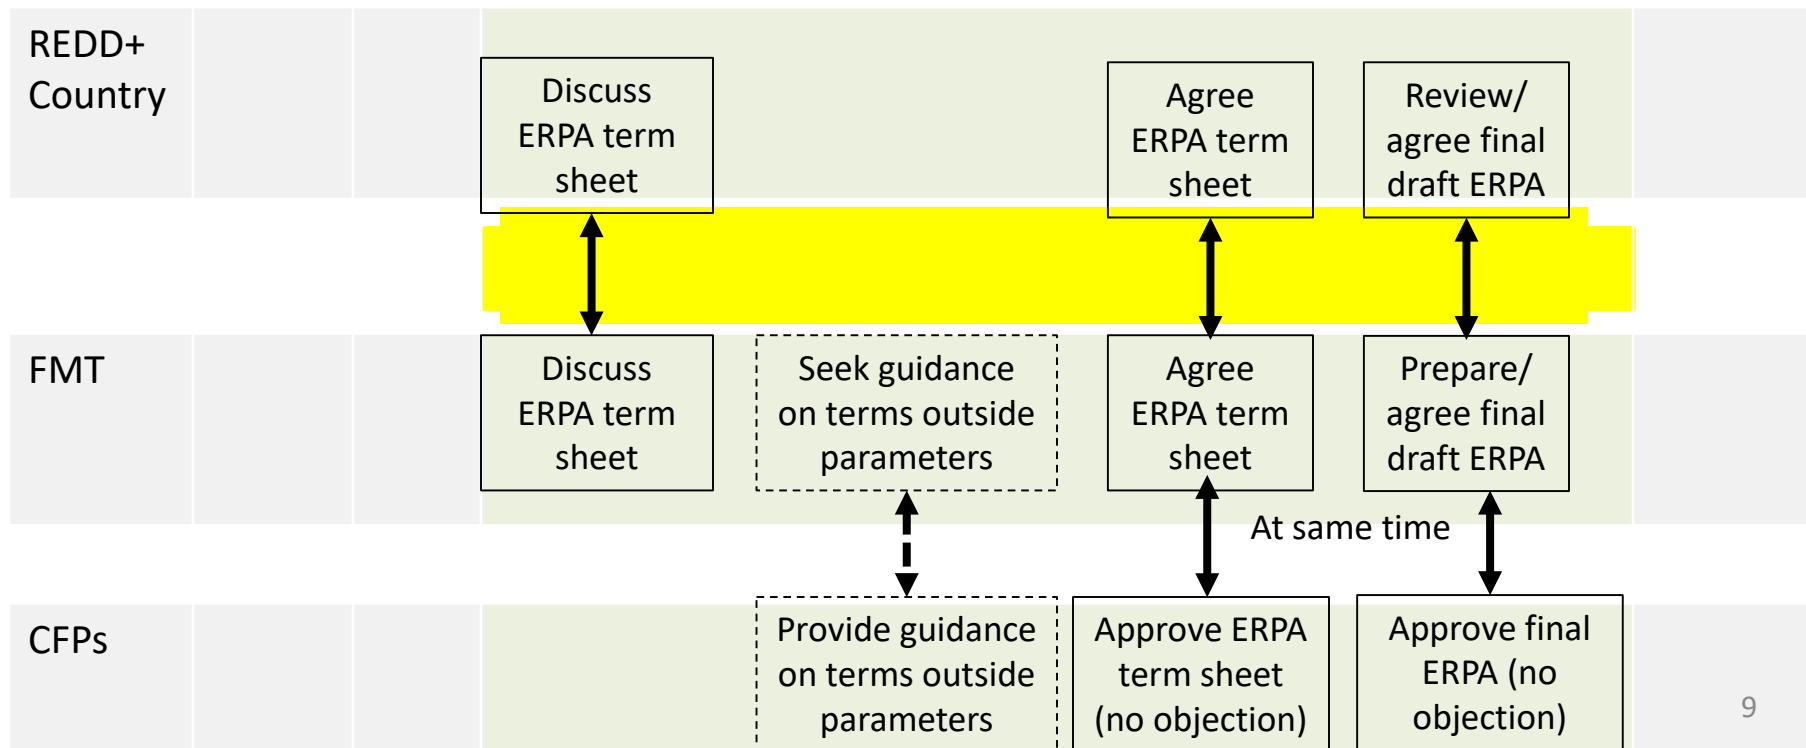 REDD+
Country
Discuss
ERPA term
sheet
Agree
ERPA term
sheet
Review/
agree final
draft ERPA
FMT
Discuss
ERPA term
sheet
Seek guidance
on terms outside
parameters
Agree
ERPA term
sheet
Prepare/
agree final
draft ERPA
At same time
CFPs
Provide guidance
on terms outside
parameters
Approve ERPA
term sheet
(no objection)
Approve final
ERPA (no
objection)
9